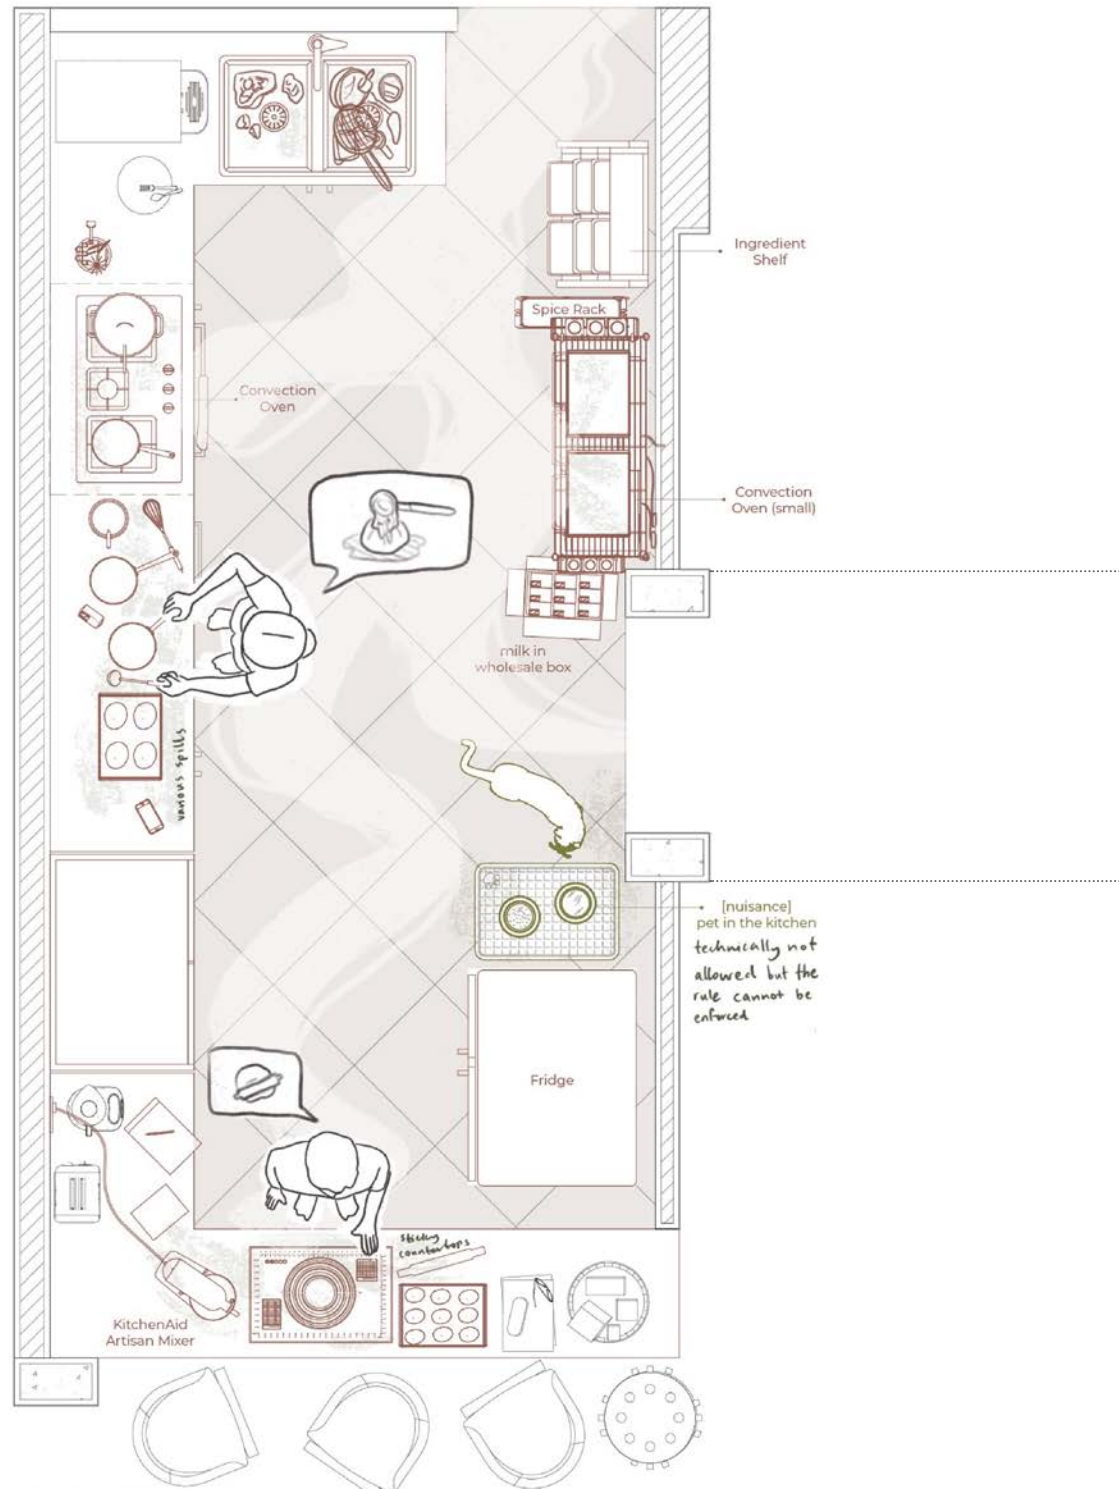 Ingredient
Shelf
Spice Rack
Convection
Oven
Convection
Oven (small)
milk in
wholesale box
various spills
[nuisance]
pet in the kitchen
technically not
allowed but the
rule cannot be
enforced
Fridge
sticky
countertops
KitchenAid
Artisan Mixer